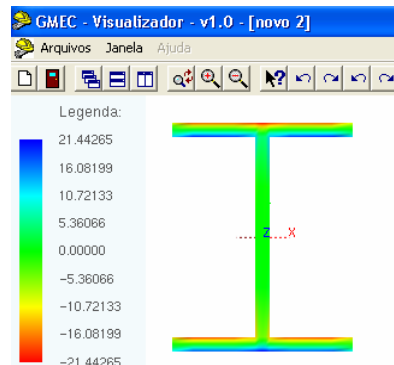 GMEC - Visualizador - v1.0 - [novo 2]
Arquivos Janela Ajuda
Legenda:
21.44265
16.08199
10.72133
5.36066
0.00000
-5.36066
-10.72133
-16.08199
-21.44265
Z X